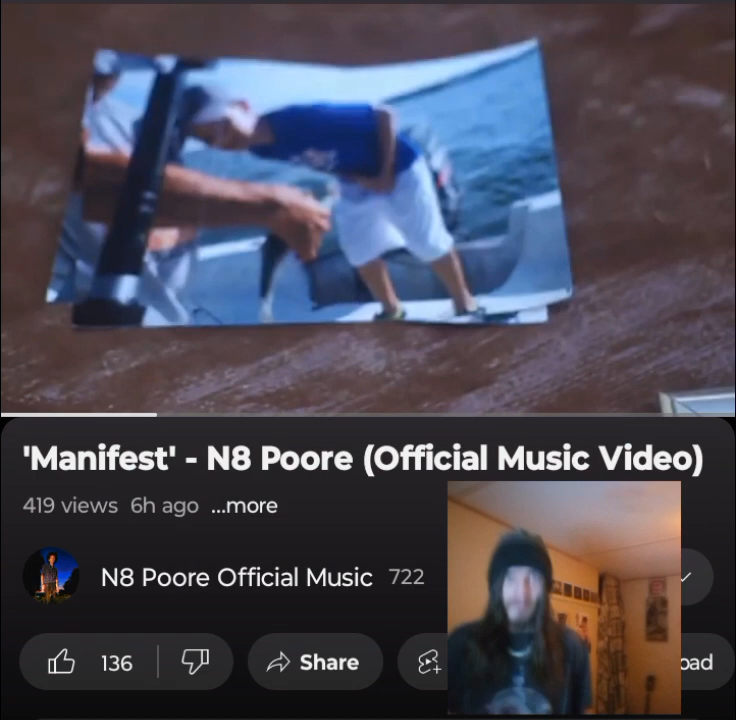 'Manifest' - N8 Poore (Official Music Video)
419 views 6h ago ...more
N8 Poore Official Music 722
136 Share oad